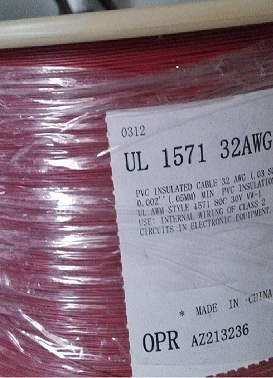 0312
UL 1571 32AWG
PVC INSULATED CABLE 32 AWG (.03 S
0.002'' (.05MM) MIN PVC INSULATION
UL AWM STYLE 1571 80C 30V VW-1
USE: INTERNAL WIRING OF CLASS 2
CIRCUITS IN ELECTRONIC EQUIPMENT.
* MADE IN CHINA
OPR AZ213236